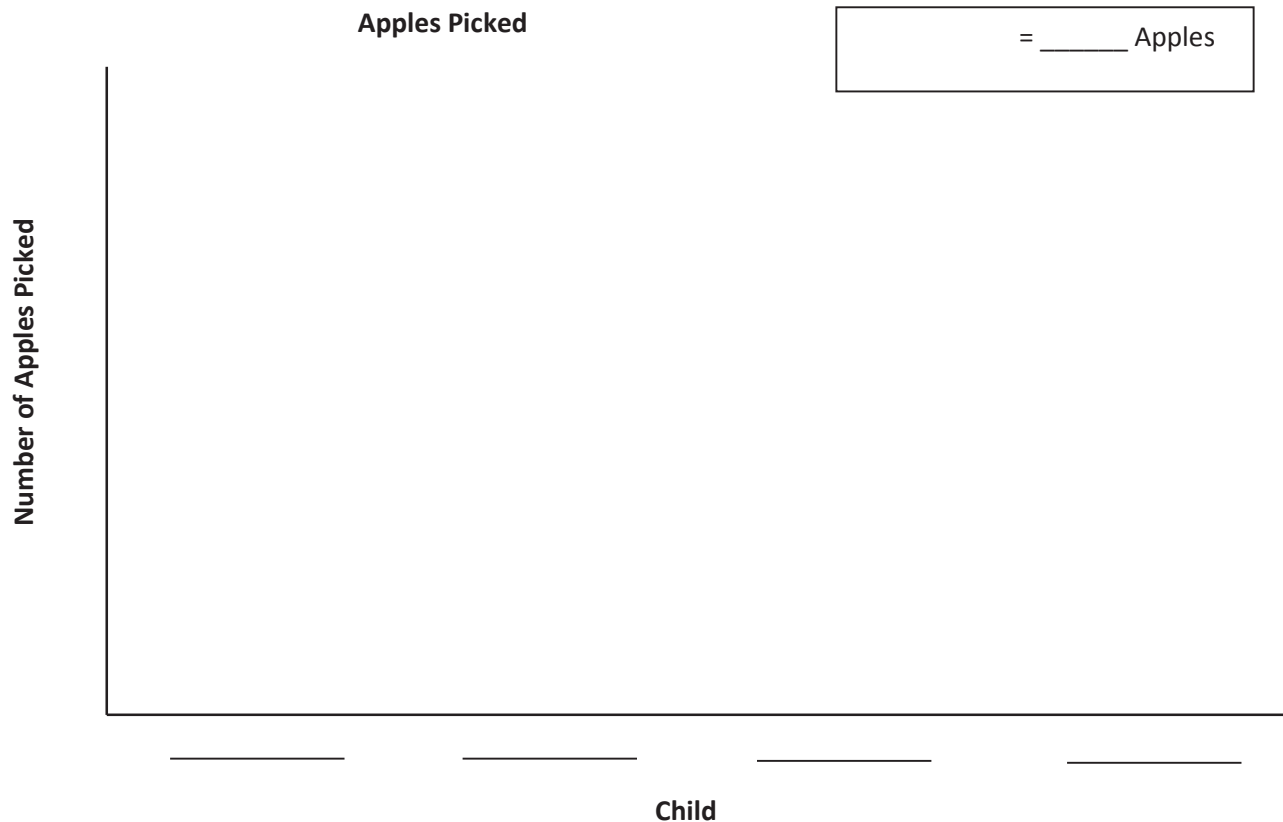 Apples Picked
= ______ Apples
Number of Apples Picked
Child